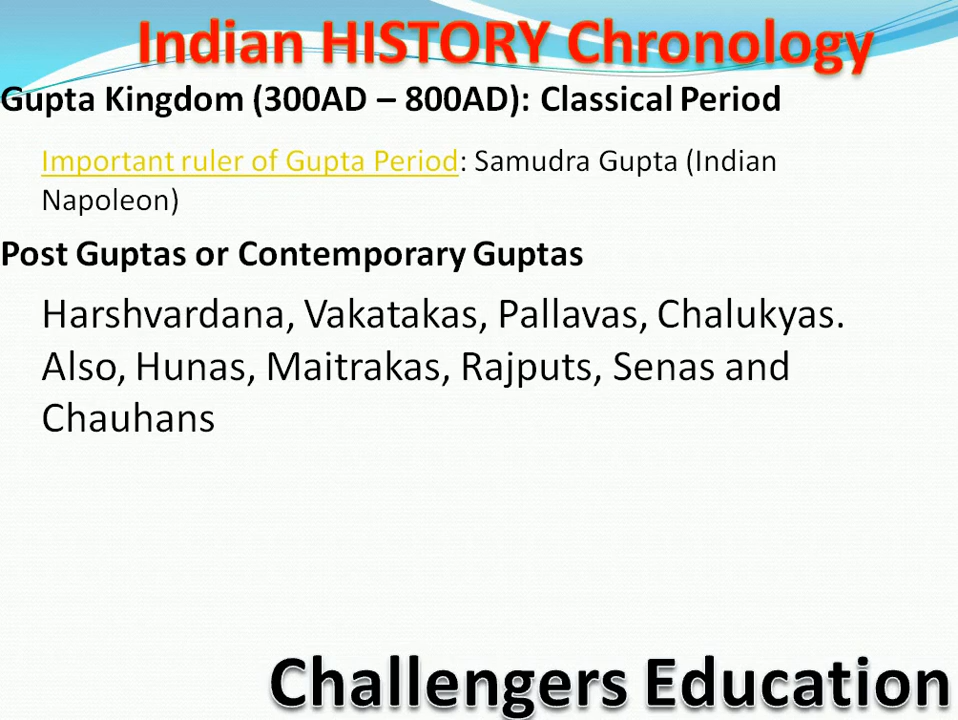 Indian HISTORY Chronology
Gupta Kingdom (300AD – 800AD): Classical Period
Important ruler of Gupta Period: Samudra Gupta (Indian
Napoleon)
Post Guptas or Contemporary Guptas
Harshvardana, Vakatakas, Pallavas, Chalukyas.
Also, Hunas, Maitrakas, Rajputs, Senas and
Chauhans
Challengers Education